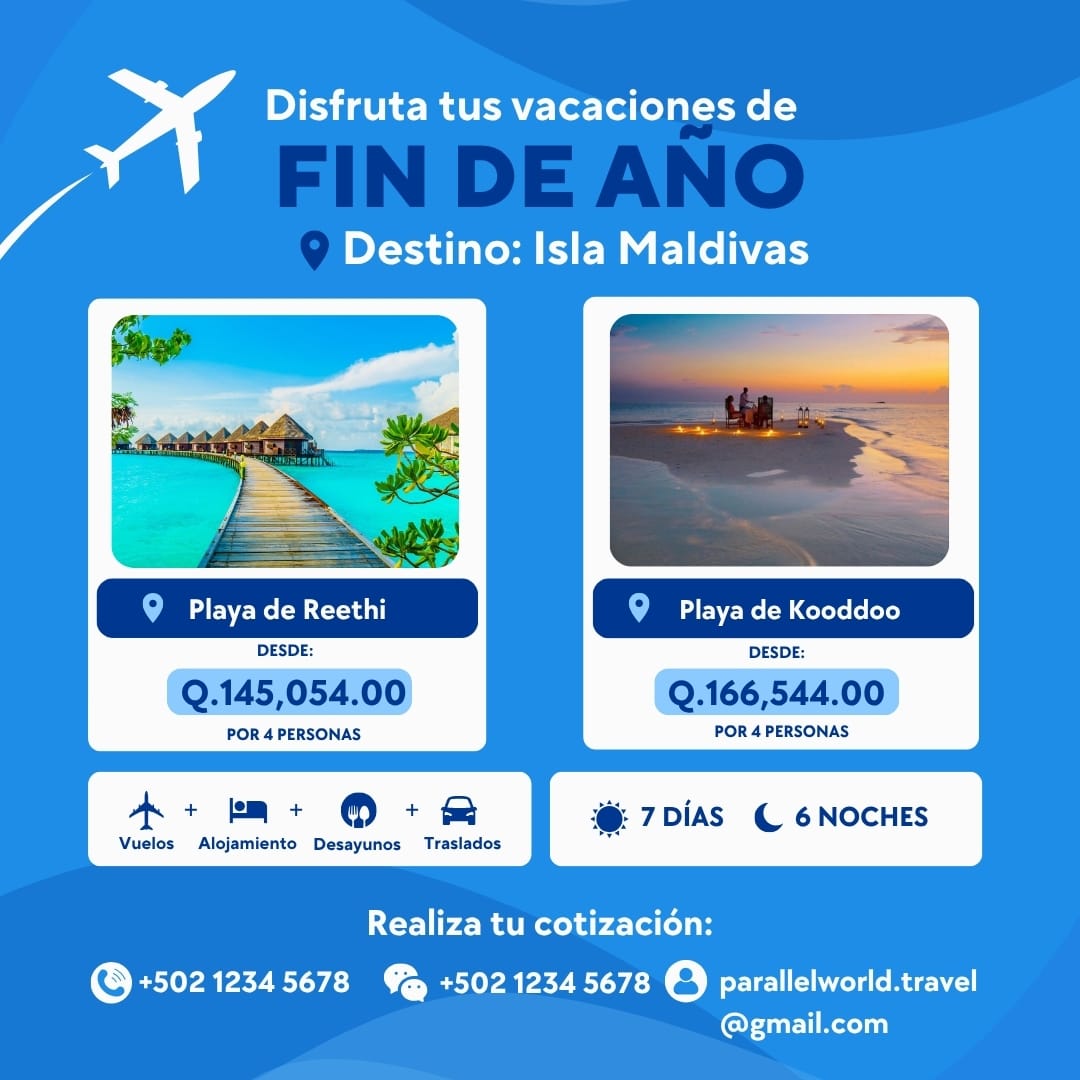 Disfruta tus vacaciones de
FIN DE AÑO
Destino: Isla Maldivas
Playa de Reethi
DESDE:
Q.145,054.00
POR 4 PERSONAS
Playa de Kooddoo
DESDE:
Q.166,544.00
POR 4 PERSONAS
Vuelos + Alojamiento + Desayunos + Traslados
7 DÍAS 6 NOCHES
Realiza tu cotización:
+502 1234 5678 +502 1234 5678 parallelworld.travel
@gmail.com